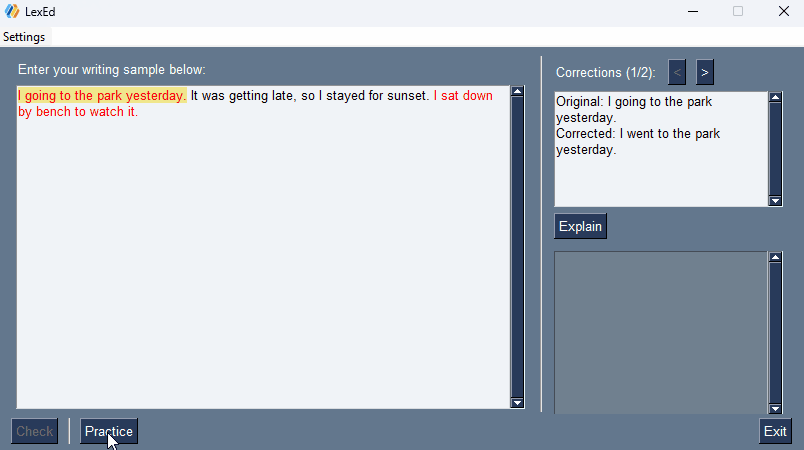 LexEd
Settings
Enter your writing sample below:
I going to the park yesterday. It was getting late, so I stayed for sunset. I sat down
by bench to watch it.
Corrections (1/2): < >
Original: I going to the park
yesterday.
Corrected: I went to the park
yesterday.
Explain
Check Practice
Exit